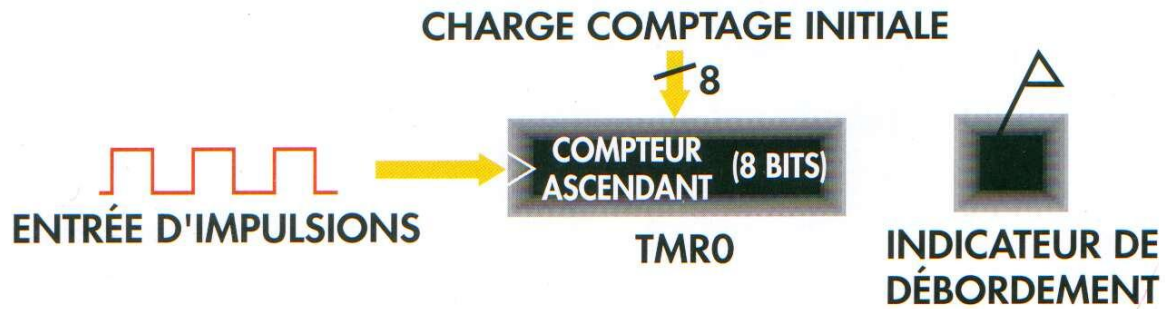 CHARGE COMPTAGE INITIALE
8
COMPTEUR
ASCENDANT
(8 BITS)
ENTRÉE D'IMPULSIONS
TMR0
INDICATEUR DE
DÉBORDEMENT